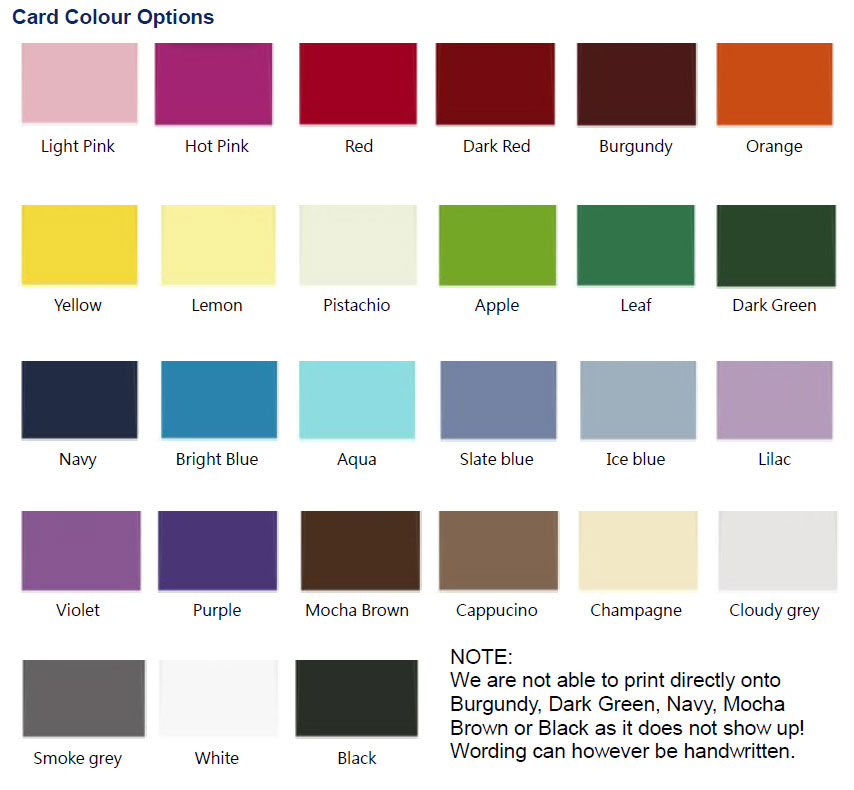 Card Colour Options
Light Pink
Hot Pink
Red
Dark Red
Burgundy
Orange
Yellow
Lemon
Pistachio
Apple
Leaf
Dark Green
Navy
Bright Blue
Aqua
Slate blue
Ice blue
Lilac
Violet
Purple
Mocha Brown
Cappucino
Champagne
Cloudy grey
Smoke grey
White
Black
NOTE:
We are not able to print directly onto
Burgundy, Dark Green, Navy, Mocha
Brown or Black as it does not show up!
Wording can however be handwritten.